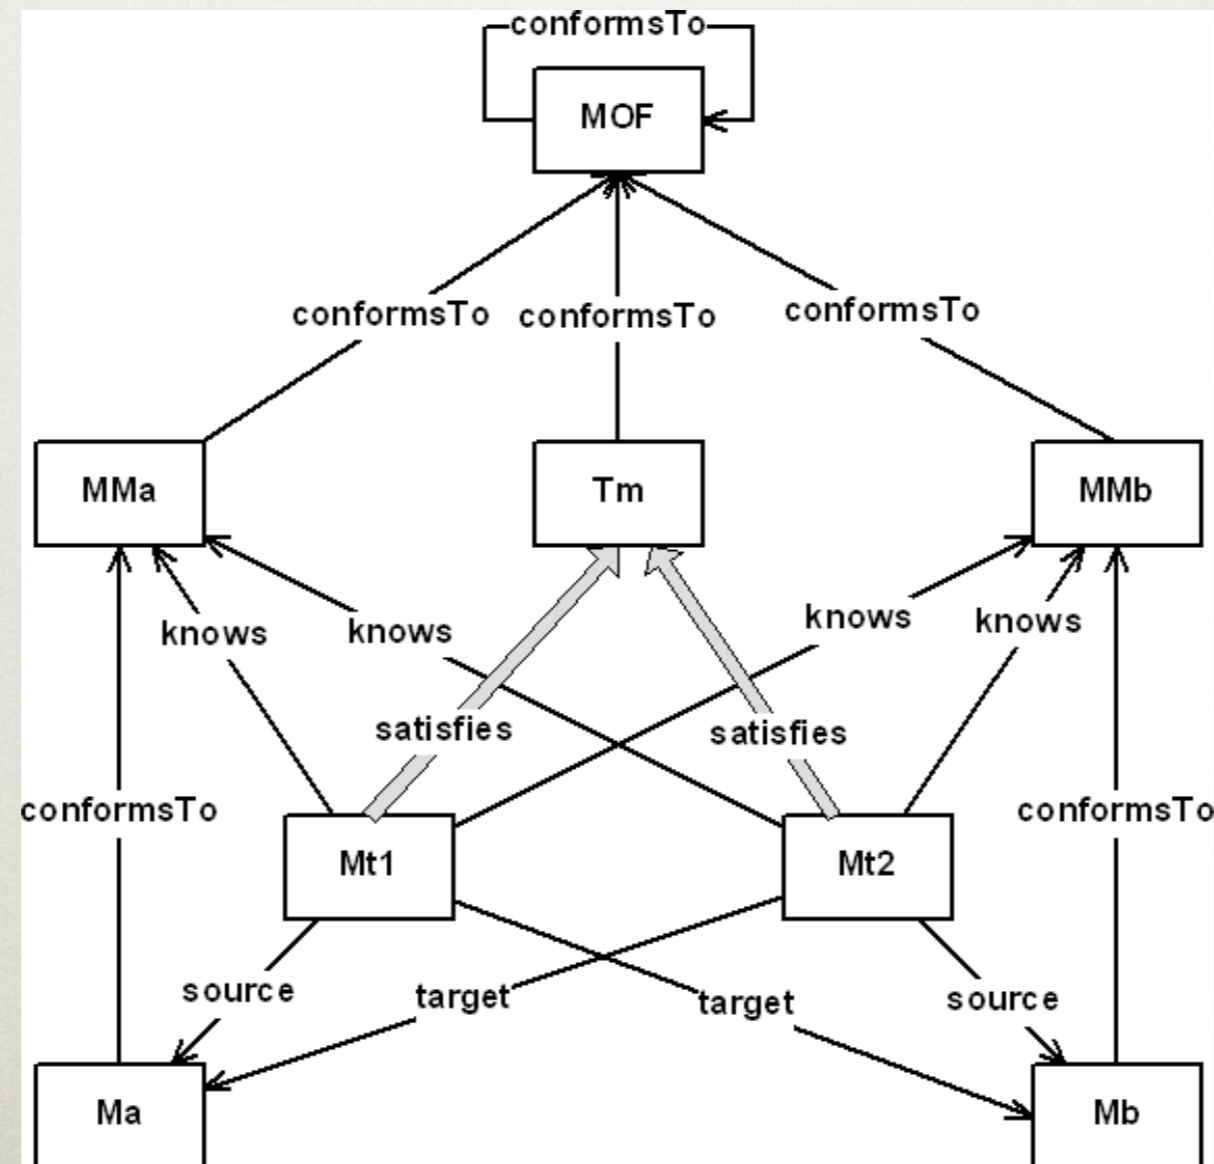 conformsTo
MOF
conformsTo conformsTo conformsTo
MMa Tm MMb
knows knows knows knows
satisfies satisfies
conformsTo conformsTo
Mt1 Mt2
source target target source
Ma Mb